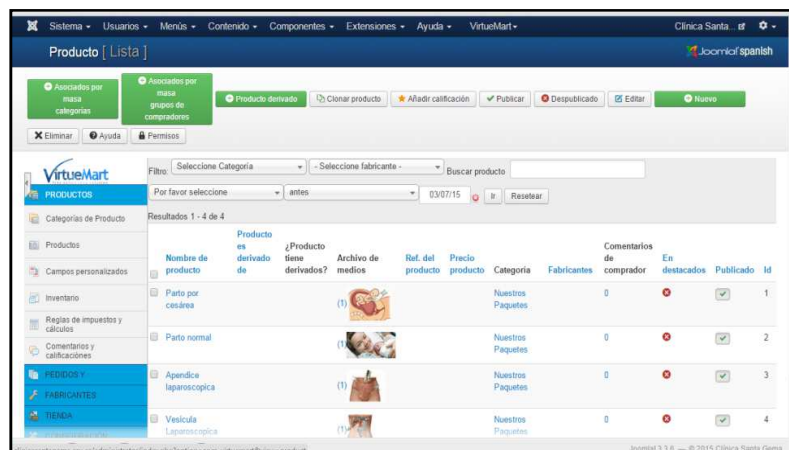 Sistema Usuarios Menús Contenido Componentes Extensiones Ayuda VirtueMart Clínica Santa...
Producto [ Lista ] Joomla! spanish
Asociados por masa categorías
Asociados por masa grupos de compradores
Producto derivado
Clonar producto
Añadir calificación
Publicar
Despublicado
Editar
Nuevo
Eliminar Ayuda Permisos
VirtueMart
PRODUCTOS
Categorías de Producto
Productos
Campos personalizados
Inventario
Reglas de impuestos y
cálculos
Comentarios y
calificaciónes
PEDIDOS Y
FABRICANTES
TIENDA
CONFIGURACIÓN
Filtro: Seleccione Categoría - Seleccione fabricante - Buscar producto
Por favor seleccione antes 03/07/15 Ir Resetear
Resultados 1 - 4 de 4
Nombre de producto
Producto es derivado de
¿Producto tiene derivados?
Archivo de medios
Ref. del producto
Precio producto
Categoria
Fabricantes
Comentarios de comprador
En destacados
Publicado
Id
Parto por cesárea (1) Nuestros Paquetes 0 1
Parto normal (1) Nuestros Paquetes 0 2
Apendice laparoscopica (1) Nuestros Paquetes 0 3
Vesícula Laparoscopica (1) Nuestros Paquetes 0 4
Joomla! 3.3.6 — © 2015 Clínica Santa Gema